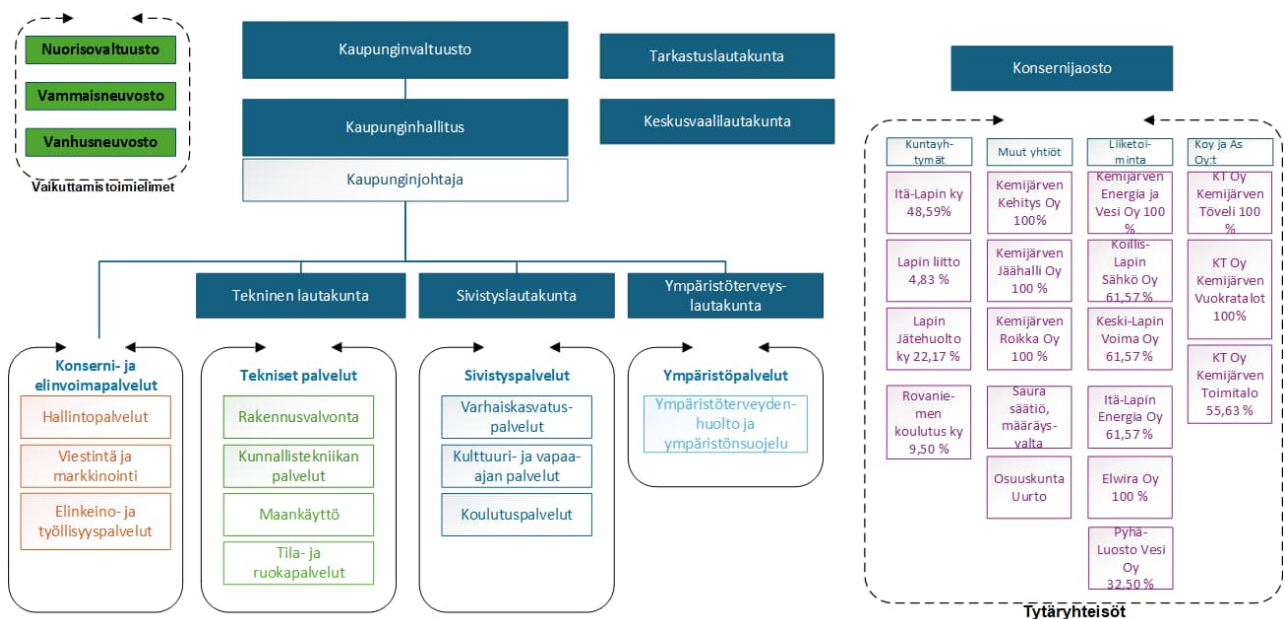 Nuorisovaltuusto
Vammaisneuvosto
Vanhusneuvosto
Vaikuttamistoimielimet
Kaupunginvaltuusto
Kaupunginhallitus
Kaupunginjohtaja
Tarkastuslautakunta
Keskusvaalilautakunta
Tekninen lautakunta
Sivistyslautakunta
Ympäristöterveys-
lautakunta
Konserni- ja
elinvoimapalvelut
Hallintopalvelut
Viestintä ja
markkinointi
Elinkeino- ja
työllisyyspalvelut
Tekniset palvelut
Rakennusvalvonta
Kunnallistekniikan
palvelut
Maankäyttö
Tila- ja
ruokapalvelut
Sivistyspalvelut
Varhaiskasvatus-
palvelut
Kulttuuri- ja vapaa-
ajan palvelut
Koulutuspalvelut
Ympäristöpalvelut
Ympäristöterveyden-
huolto ja
ympäristönsuojelu
Konsernijaosto
Kuntayh-
tymät
Itä-Lapin ky
48,59%
Lapin liitto
4,83 %
Lapin
Jätehuolto
ky 22,17 %
Rovanie-
men
koulutus ky
9,50 %
Muut yhtiöt
Kemijärven
Kehitys Oy
100%
Kemijärven
Jäähalli Oy
100 %
Kemijärven
Roikka Oy
100 %
Saura
säätiö,
määräys-
valta
Osuuskunta
Uurto
Liiketoi-
minta
Kemijärven
Energia ja
Vesi Oy 100
%
Koillis-
Lapin
Sähkö Oy
61,57%
Keski-Lapin
Voima Oy
61,57%
Itä-Lapin
Energia Oy
61,57 %
Elwira Oy
100 %
Pyhä-
Luosto Vesi
Oy
32,50%
Koy ja As
Oy:t
KT Oy
Kemijärven
Töveli 100
%
KT Oy
Kemijärven
Vuokratalot
100%
KT Oy
Kemijärven
Toimitalo
55,63 %
Tytäryhteisöt